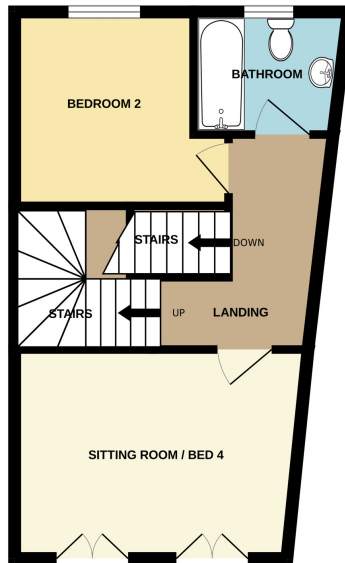 BATHROOM
BEDROOM 2
STAIRS
DOWN
STAIRS
UP
LANDING
SITTING ROOM / BED 4